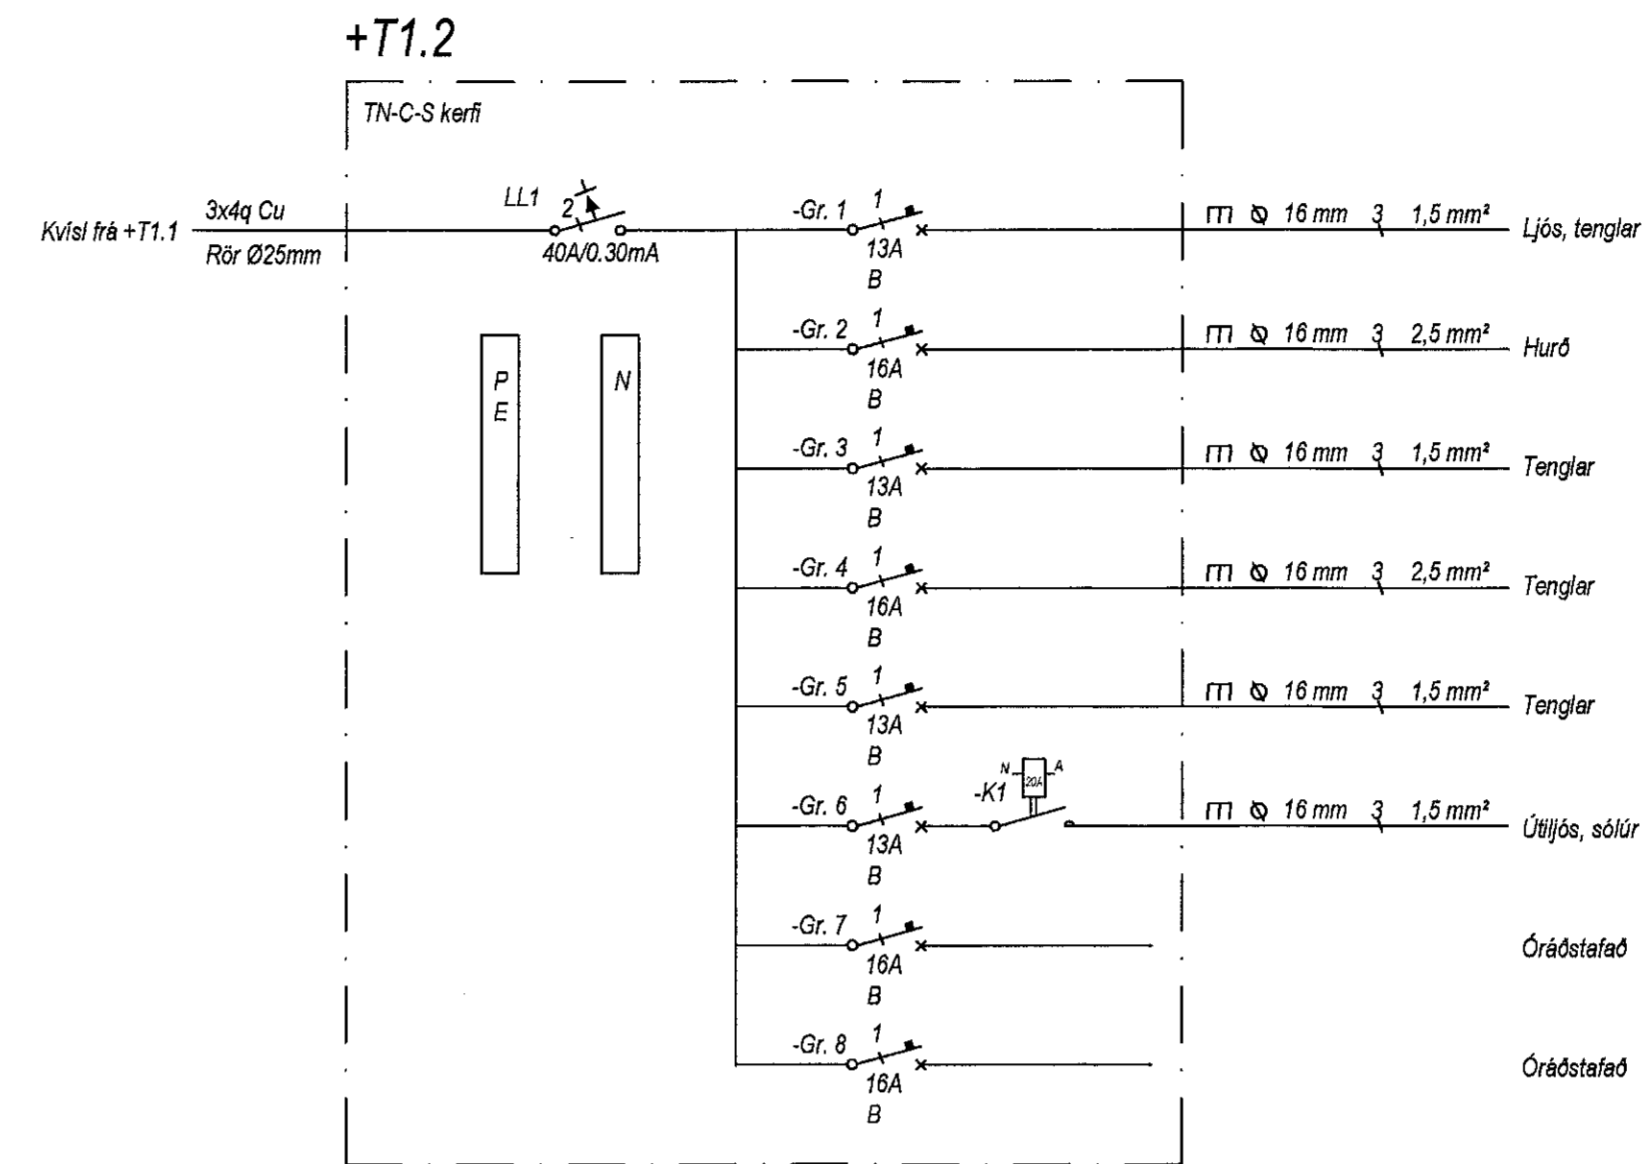 +T1.2
TN-C-S kerfi
Kvísl frá +T1.1
3x4q Cu
Rör Ø25mm
LL1
2
40A/0.30mA
P
E
N
-Gr. 1
1
13A
B
16 mm 3 1,5 mm²
Ljós, tenglar
-Gr. 2
1
16A
B
16 mm 3 2,5 mm²
Hurð
-Gr. 3
1
13A
B
16 mm 3 1,5 mm²
Tenglar
-Gr. 4
1
16A
B
16 mm 3 2,5 mm²
Tenglar
-Gr. 5
1
13A
B
16 mm 3 1,5 mm²
Tenglar
-Gr. 6
1
13A
B
-K1
N 20A A
16 mm 3 1,5 mm²
Útiljós, sólúr
-Gr. 7
1
16A
B
Óráðstafað
-Gr. 8
1
16A
B
Óráðstafað